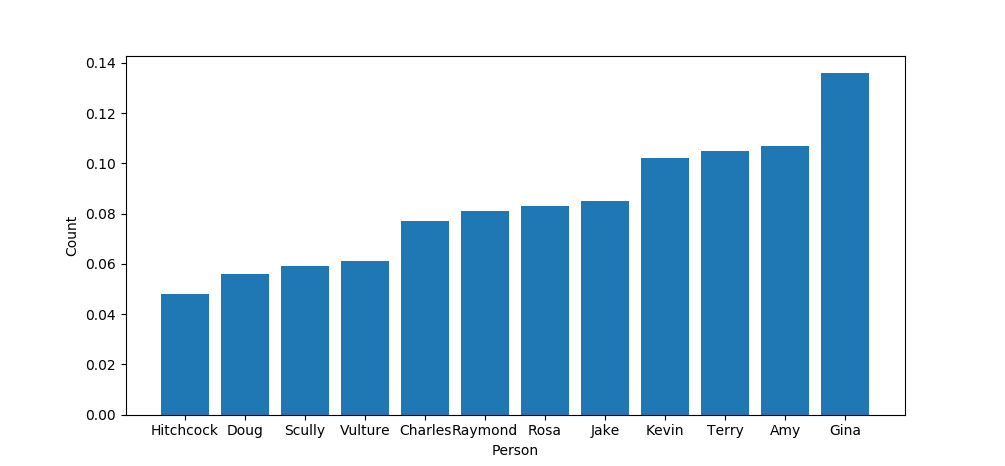 0.14
0.12
0.10
0.08
0.06
0.04
0.02
0.00
Count
Hitchcock Doug Scully Vulture Charles Raymond Rosa Jake Kevin Terry Amy Gina
Person